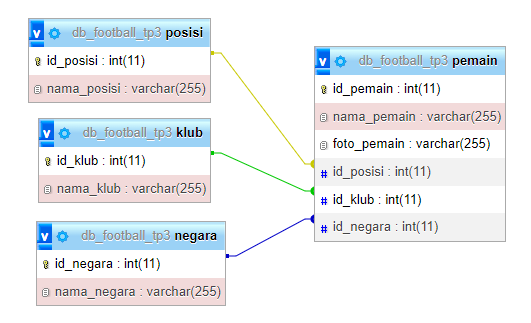 v db_football_tp3 posisi
id_posisi : int(11)
nama_posisi : varchar(255)
v db_football_tp3 klub
id_klub : int(11)
nama_klub : varchar(255)
v db_football_tp3 negara
id_negara : int(11)
nama_negara : varchar(255)
v db_football_tp3 pemain
id_pemain : int(11)
nama_pemain : varchar(255)
foto_pemain : varchar(255)
# id_posisi : int(11)
# id_klub : int(11)
# id_negara : int(11)